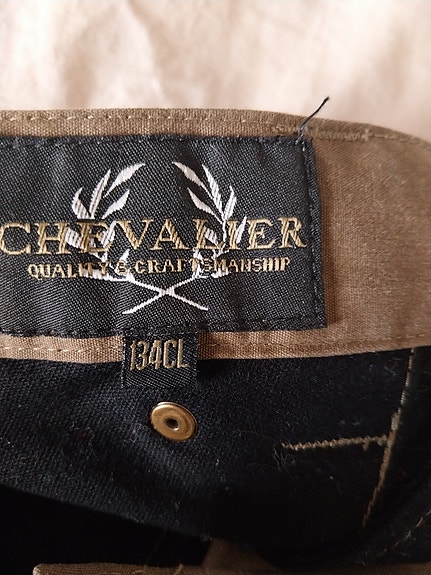 CHEVALIER
QUALITY & CRAFTSMANSHIP
134CL